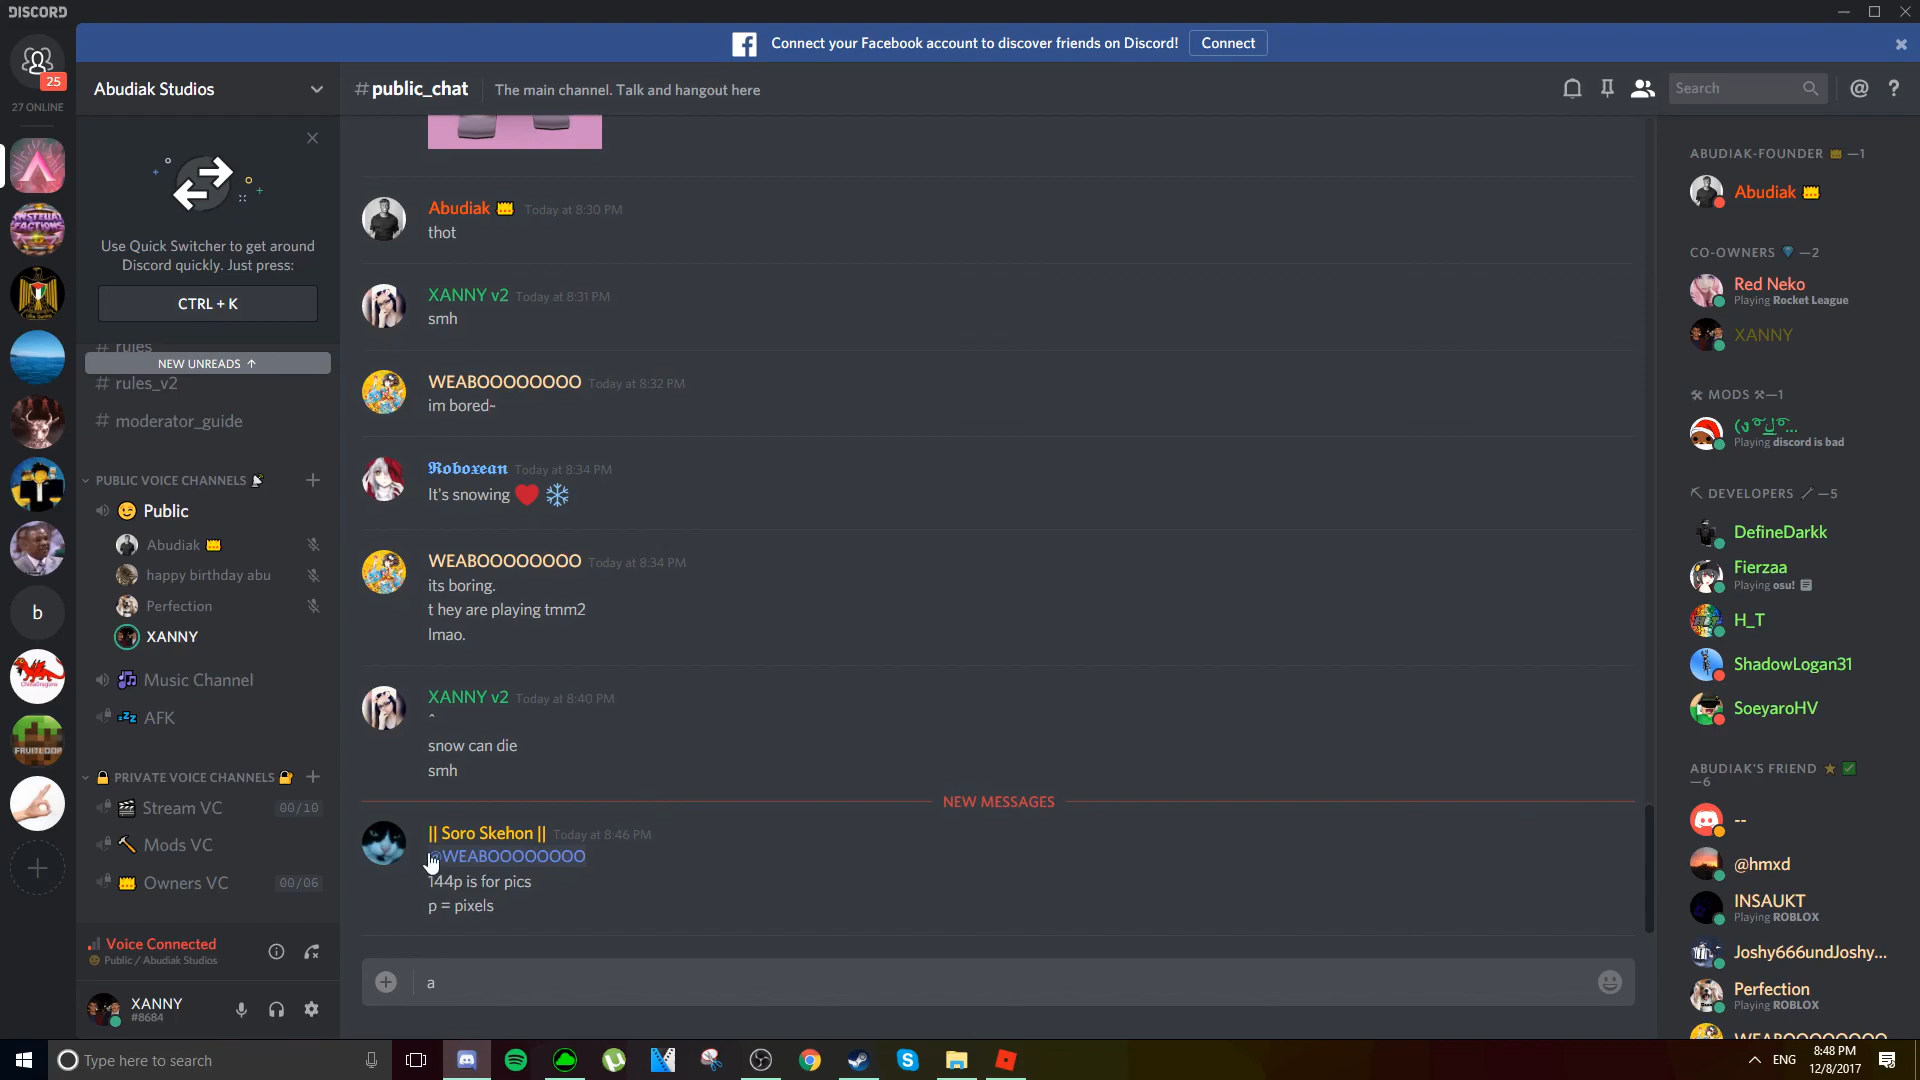 DISCORD
Connect your Facebook account to discover friends on Discord!
Connect
25
27 ONLINE
b
FRUITLOOP
Abudiak Studios
#public_chat
The main channel. Talk and hangout here
Search
Use Quick Switcher to get around
Discord quickly. Just press:
CTRL + K
# rules
NEW UNREADS ↑
# rules_v2
# moderator_guide
PUBLIC VOICE CHANNELS
Public
Abudiak
happy birthday abu
Perfection
XANNY
Music Channel
AFK
PRIVATE VOICE CHANNELS
Stream VC 00/10
Mods VC
Owners VC 00/06
Voice Connected
Public / Abudiak Studios
XANNY
#8684
Abudiak Today at 8:30 PM
thot
XANNY v2 Today at 8:31 PM
smh
WEABOOOOOOOO Today at 8:32 PM
im bored~
𝕽𝖔𝖇𝖔𝖝𝖊𝖆𝖓 Today at 8:34 PM
It's snowing ❤ ❄
WEABOOOOOOOO Today at 8:34 PM
its boring.
t hey are playing tmm2
lmao.
XANNY v2 Today at 8:40 PM
^
snow can die
smh
NEW MESSAGES
|| Soro Skehon || Today at 8:46 PM
@WEABOOOOOOOO
144p is for pics
p = pixels
a
ABUDIAK-FOUNDER —1
Abudiak
CO-OWNERS —2
Red Neko
Playing Rocket League
XANNY
MODS —1
Playing discord is bad
DEVELOPERS —5
DefineDarkk
Fierzaa
Playing osu!
H_T
ShadowLogan31
SoeyaroHV
ABUDIAK'S FRIEND
—6
--
@hmxd
INSAUKT
Playing ROBLOX
Joshy666undJoshy...
Perfection
Playing ROBLOX
WEABOOOOOOOO
Type here to search
ENG
8:48 PM
12/8/2017